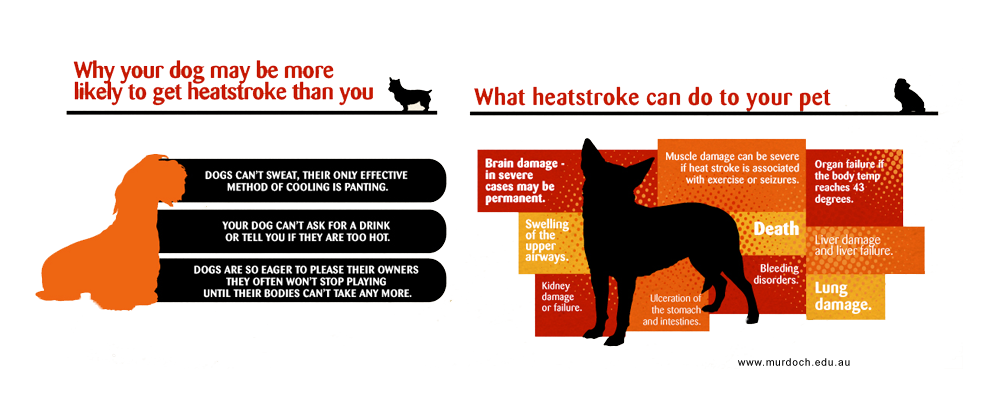 Why your dog may be more
likely to get heatstroke than you
DOGS CAN'T SWEAT, THEIR ONLY EFFECTIVE
METHOD OF COOLING IS PANTING.
YOUR DOG CAN'T ASK FOR A DRINK
OR TELL YOU IF THEY ARE TOO HOT.
DOGS ARE SO EAGER TO PLEASE THEIR OWNERS
THEY OFTEN WON'T STOP PLAYING
UNTIL THEIR BODIES CAN'T TAKE ANY MORE.
What heatstroke can do to your pet
Brain damage -
in severe
cases may be
permanent.
Muscle damage can be severe
if heat stroke is associated
with exercise or seizures.
Organ failure if
the body temp
reaches 43
degrees.
Swelling
of the
upper
airways.
Death
Liver damage
and liver failure.
Kidney
damage
or failure.
Ulceration of
the stomach
and intestines.
Bleeding
disorders.
Lung
damage.
www.murdoch.edu.au